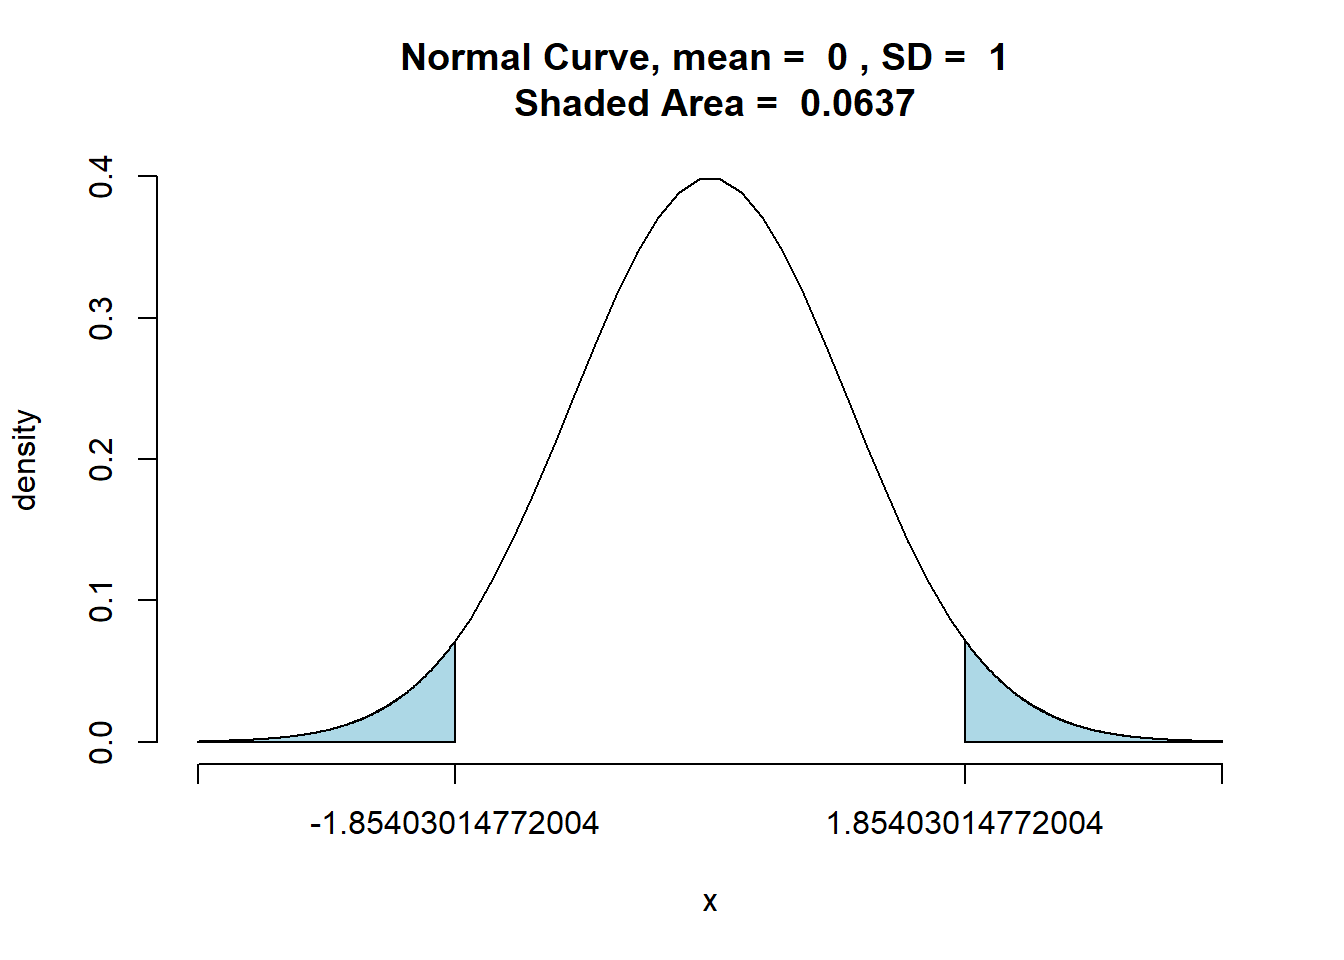 Normal Curve, mean =  0 , SD =  1
Shaded Area =  0.0637
0.4
0.3
0.2
0.1
0.0
density
-1.85403014772004
1.85403014772004
x